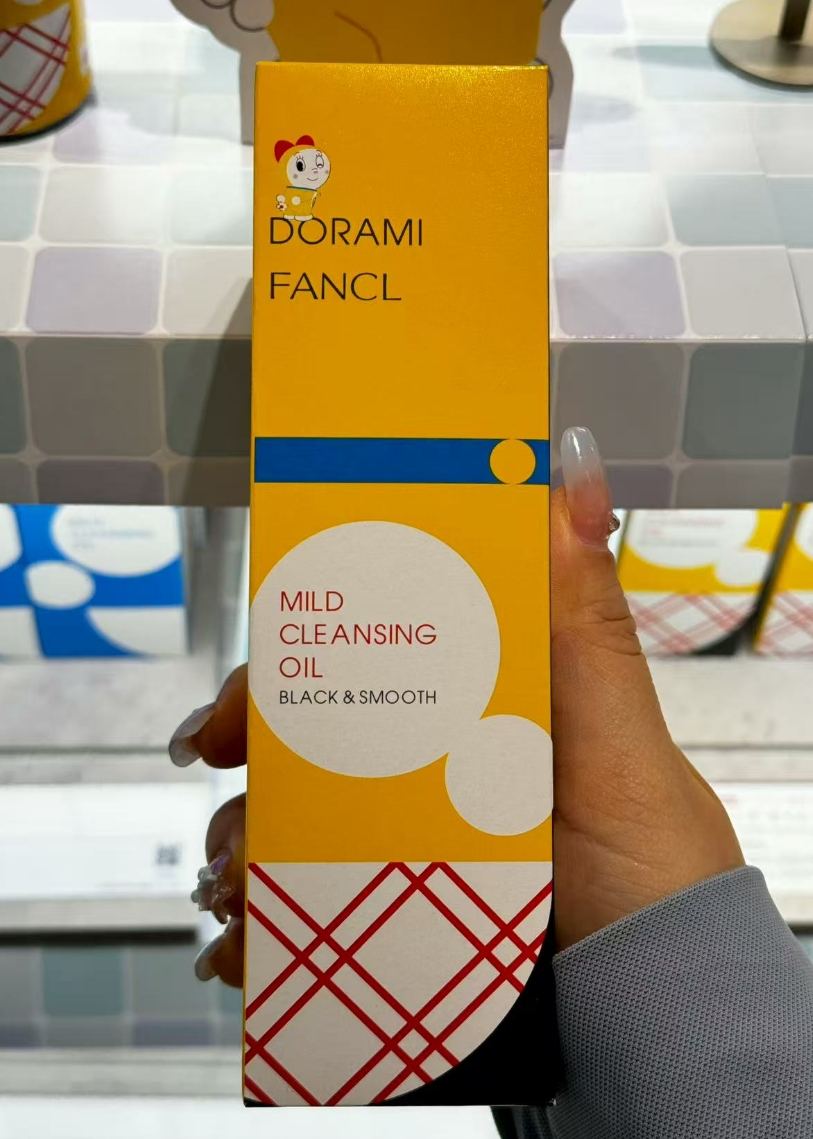 DORAMI
FANCL
MILD
CLEANSING
OIL
BLACK & SMOOTH